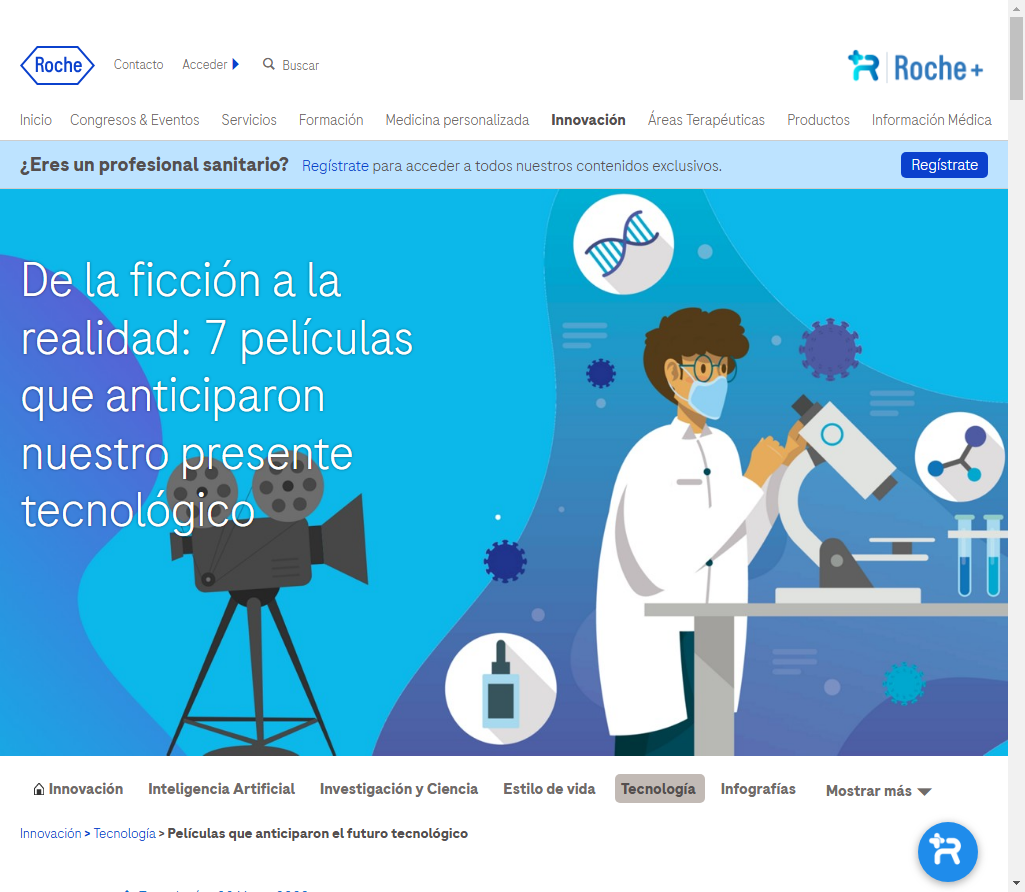 Roche
Contacto
Acceder
Buscar
Roche+
Inicio
Congresos & Eventos
Servicios
Formación
Medicina personalizada
Innovación
Áreas Terapéuticas
Productos
Información Médica
¿Eres un profesional sanitario? Regístrate para acceder a todos nuestros contenidos exclusivos.
Regístrate
De la ficción a la
realidad: 7 películas
que anticiparon
nuestro presente
tecnológico
Innovación
Inteligencia Artificial
Investigación y Ciencia
Estilo de vida
Tecnología
Infografías
Mostrar más
Innovación > Tecnología > Películas que anticiparon el futuro tecnológico